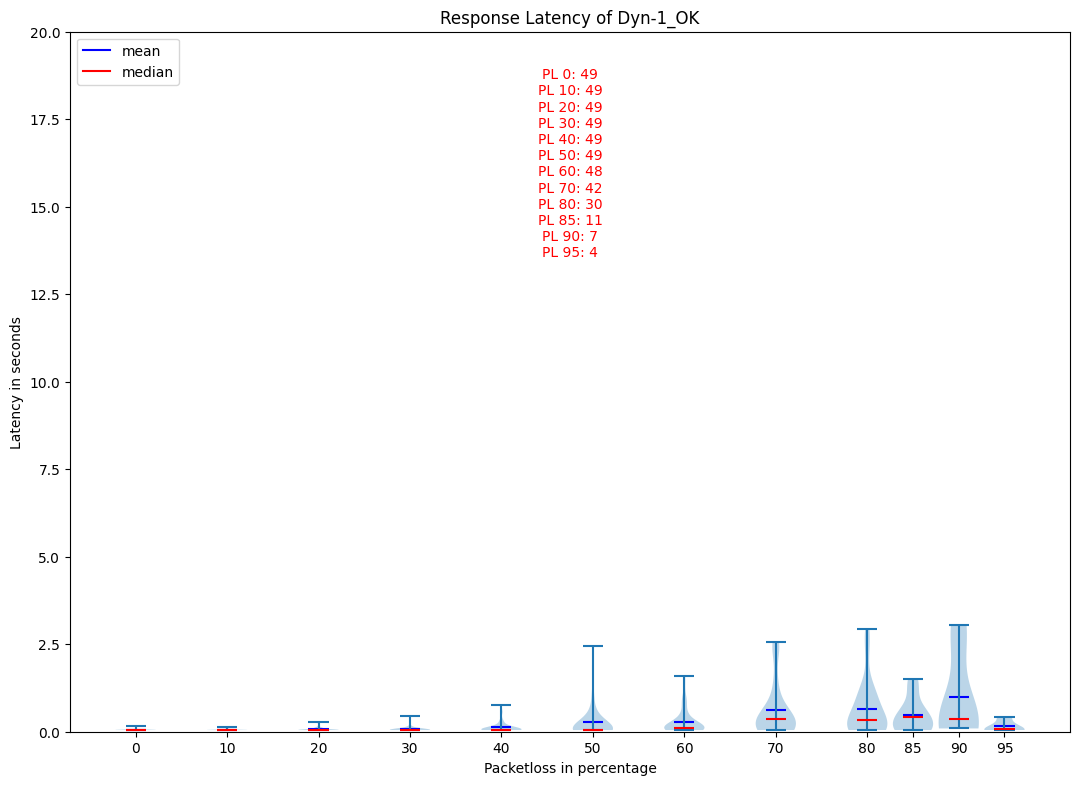 Response Latency of Dyn-1_OK
20.0
17.5
15.0
12.5
10.0
7.5
5.0
2.5
0.0
Latency in seconds
mean
median
PL 0: 49
PL 10: 49
PL 20: 49
PL 30: 49
PL 40: 49
PL 50: 49
PL 60: 48
PL 70: 42
PL 80: 30
PL 85: 11
PL 90: 7
PL 95: 4
0 10 20 30 40 50 60 70 80 85 90 95
Packetloss in percentage